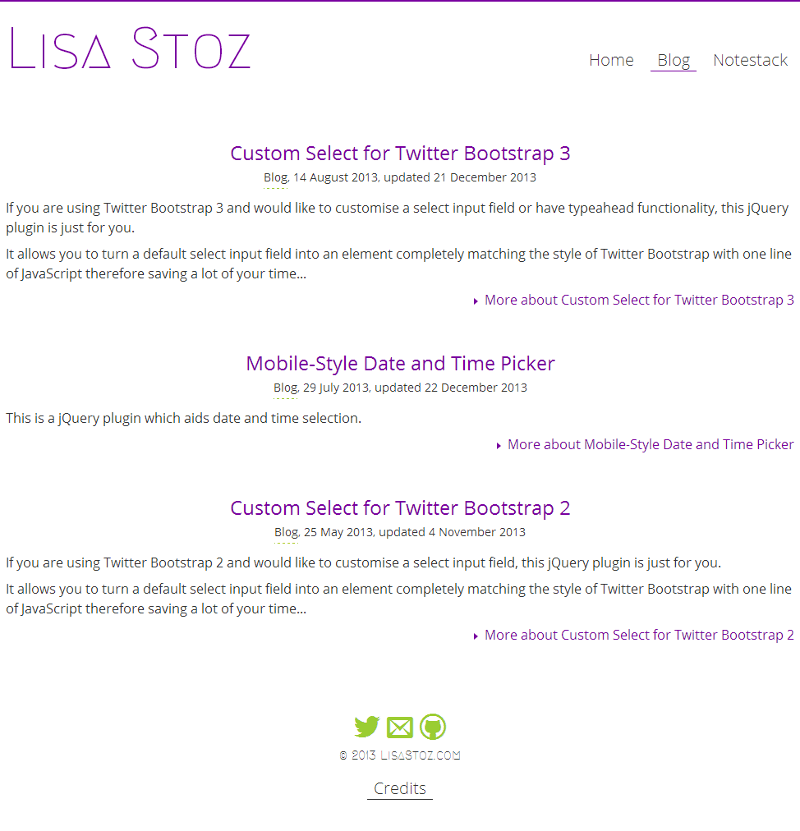 Lisa Stoz
Home Blog Notestack
Custom Select for Twitter Bootstrap 3
Blog, 14 August 2013, updated 21 December 2013
If you are using Twitter Bootstrap 3 and would like to customise a select input field or have typeahead functionality, this jQuery
plugin is just for you.
It allows you to turn a default select input field into an element completely matching the style of Twitter Bootstrap with one line
of JavaScript therefore saving a lot of your time...
More about Custom Select for Twitter Bootstrap 3
Mobile-Style Date and Time Picker
Blog, 29 July 2013, updated 22 December 2013
This is a jQuery plugin which aids date and time selection.
More about Mobile-Style Date and Time Picker
Custom Select for Twitter Bootstrap 2
Blog, 25 May 2013, updated 4 November 2013
If you are using Twitter Bootstrap 2 and would like to customise a select input field, this jQuery plugin is just for you.
It allows you to turn a default select input field into an element completely matching the style of Twitter Bootstrap with one line
of JavaScript therefore saving a lot of your time...
More about Custom Select for Twitter Bootstrap 2
© 2013 LisaStoz.com
Credits